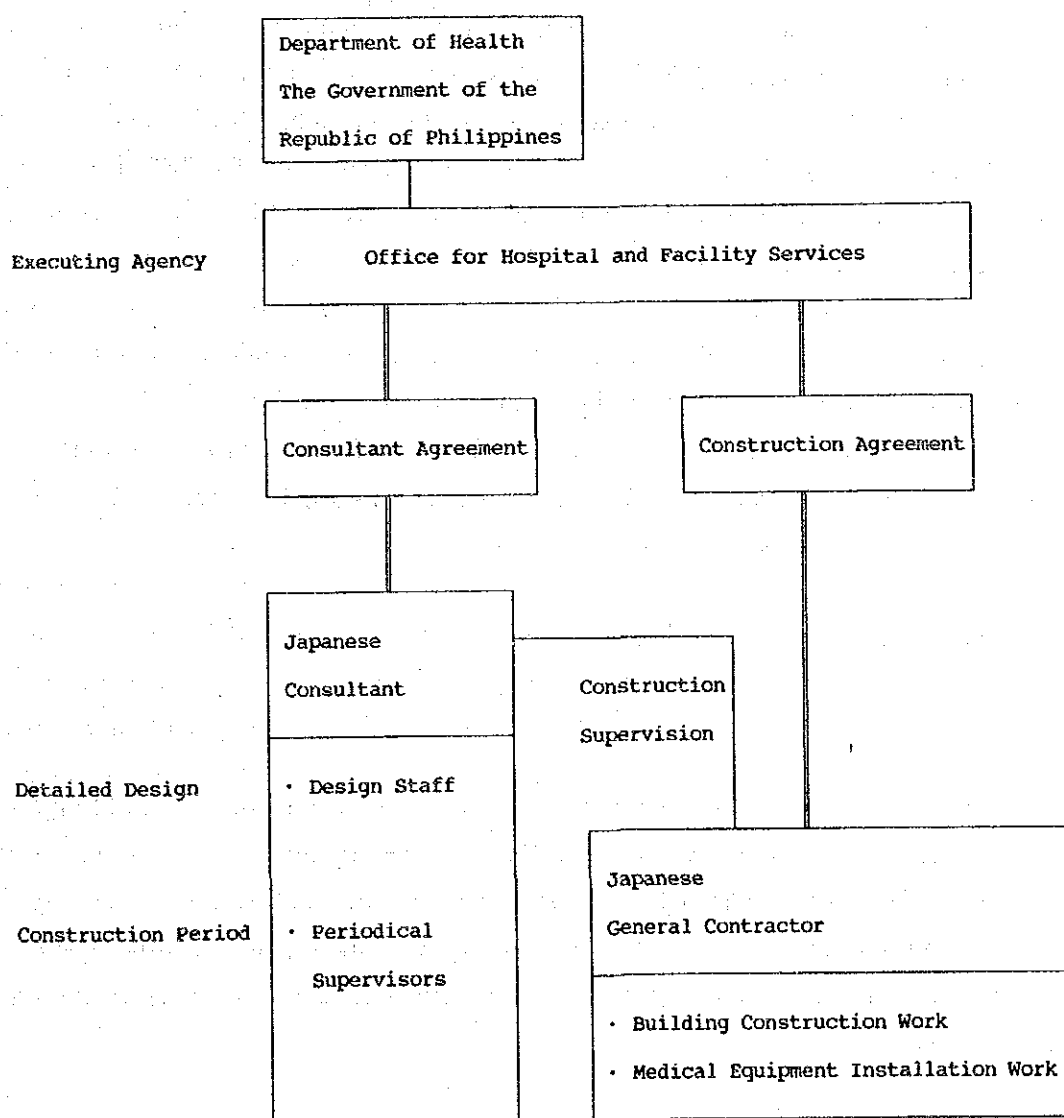 Department of Health
The Government of the
Republic of Philippines
Executing Agency
Office for Hospital and Facility Services
Consultant Agreement
Construction Agreement
Japanese
Consultant
Construction
Supervision
Detailed Design
· Design Staff
Japanese
General Contractor
Construction Period
· Periodical
Supervisors
· Building Construction Work
· Medical Equipment Installation Work